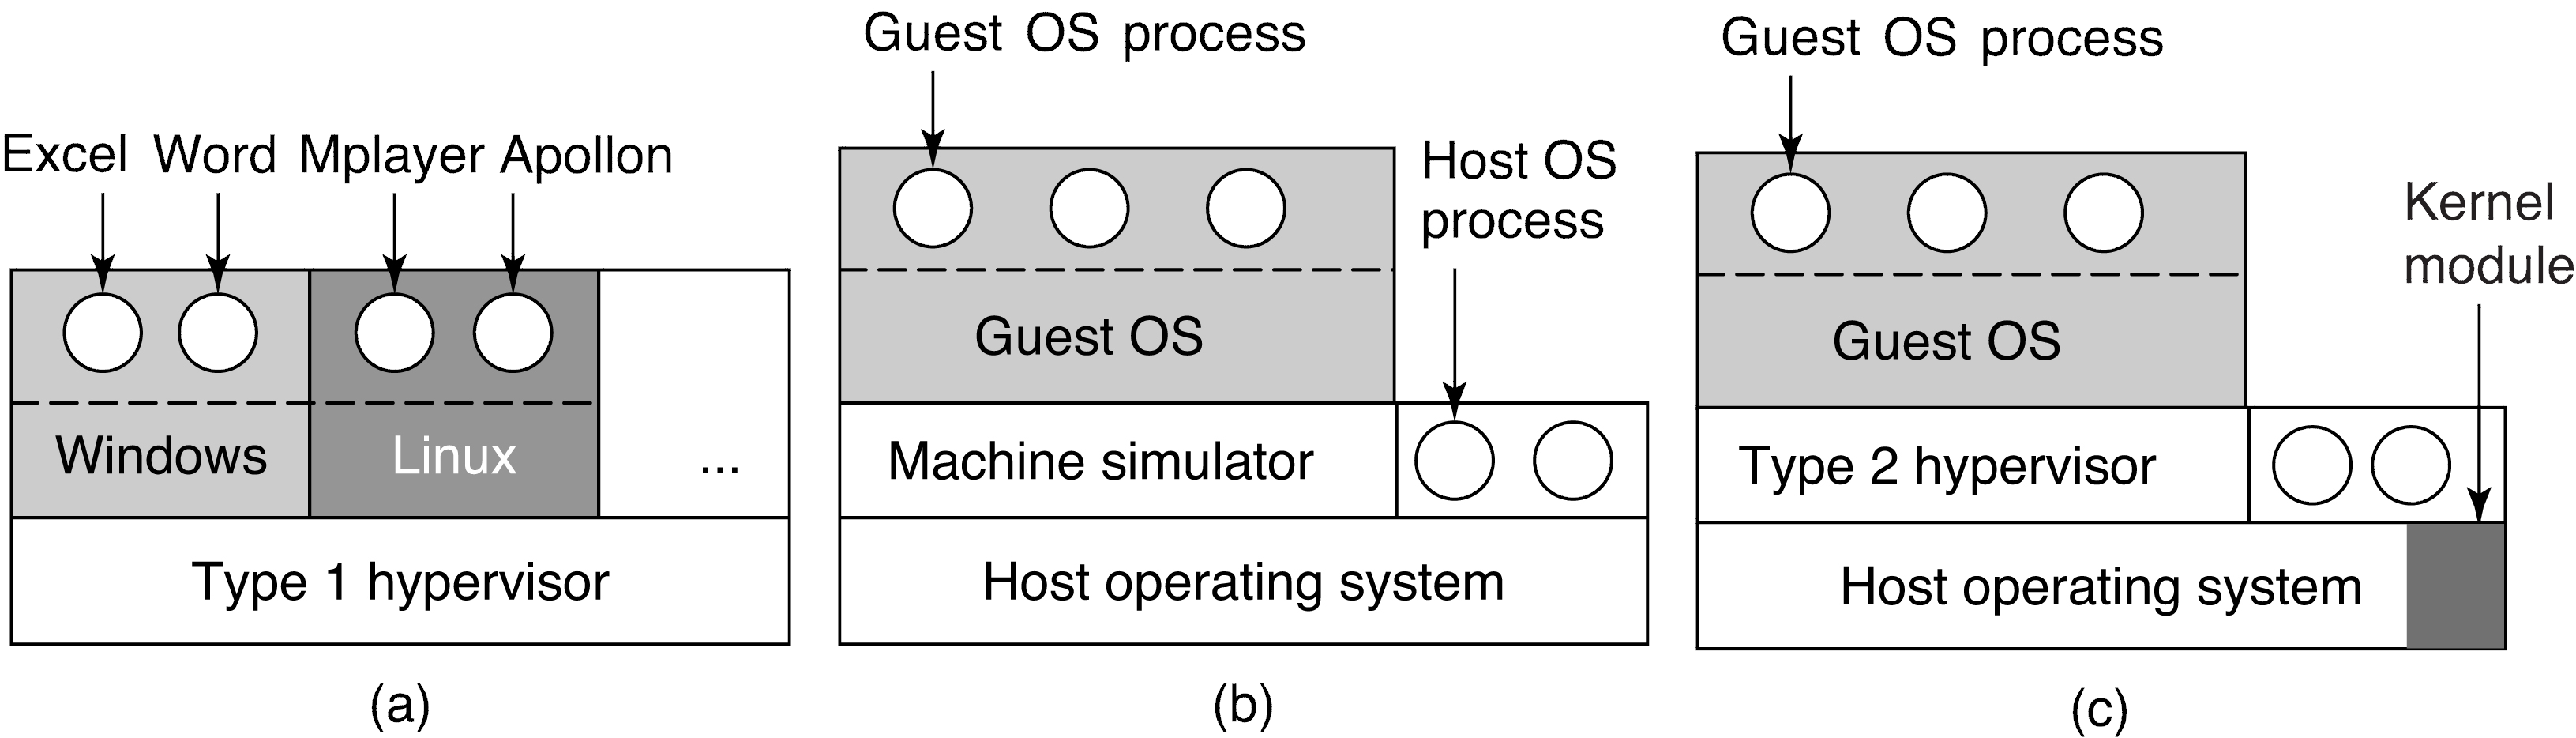 Excel Word Mplayer Apollon
Windows
Linux
...
Type 1 hypervisor
(a)
Guest OS process
Host OS
process
Guest OS
Machine simulator
Host operating system
(b)
Guest OS process
Kernel
module
Guest OS
Type 2 hypervisor
Host operating system
(c)